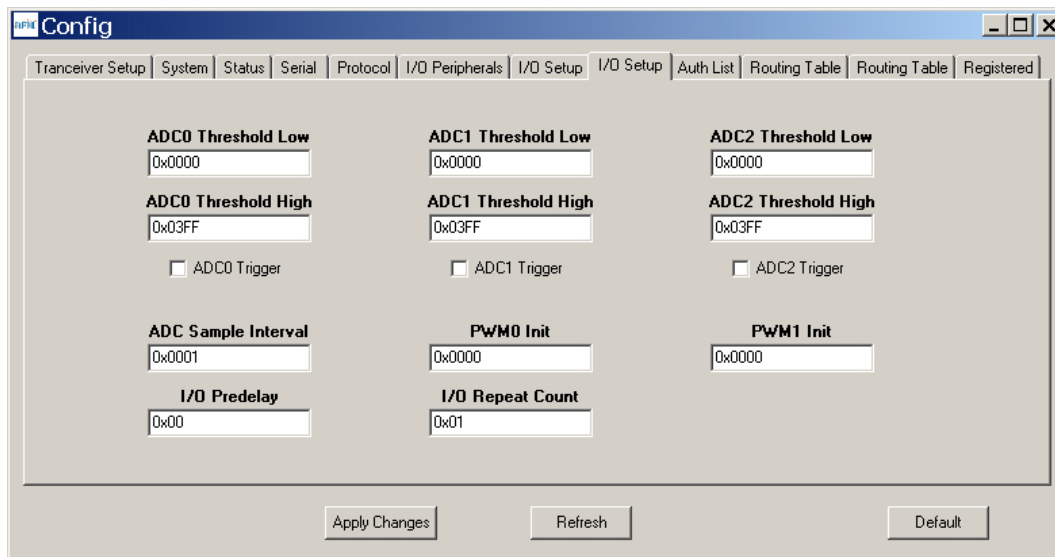 RFM Config
Tranceiver Setup System Status Serial Protocol I/O Peripherals I/O Setup I/O Setup Auth List Routing Table Routing Table Registered
ADC0 Threshold Low ADC1 Threshold Low ADC2 Threshold Low
0x0000 0x0000 0x0000
ADC0 Threshold High ADC1 Threshold High ADC2 Threshold High
0x03FF 0x03FF 0x03FF
ADC0 Trigger ADC1 Trigger ADC2 Trigger
ADC Sample Interval PWM0 Init PWM1 Init
0x0001 0x0000 0x0000
I/O Predelay I/O Repeat Count
0x00 0x01
Apply Changes Refresh Default